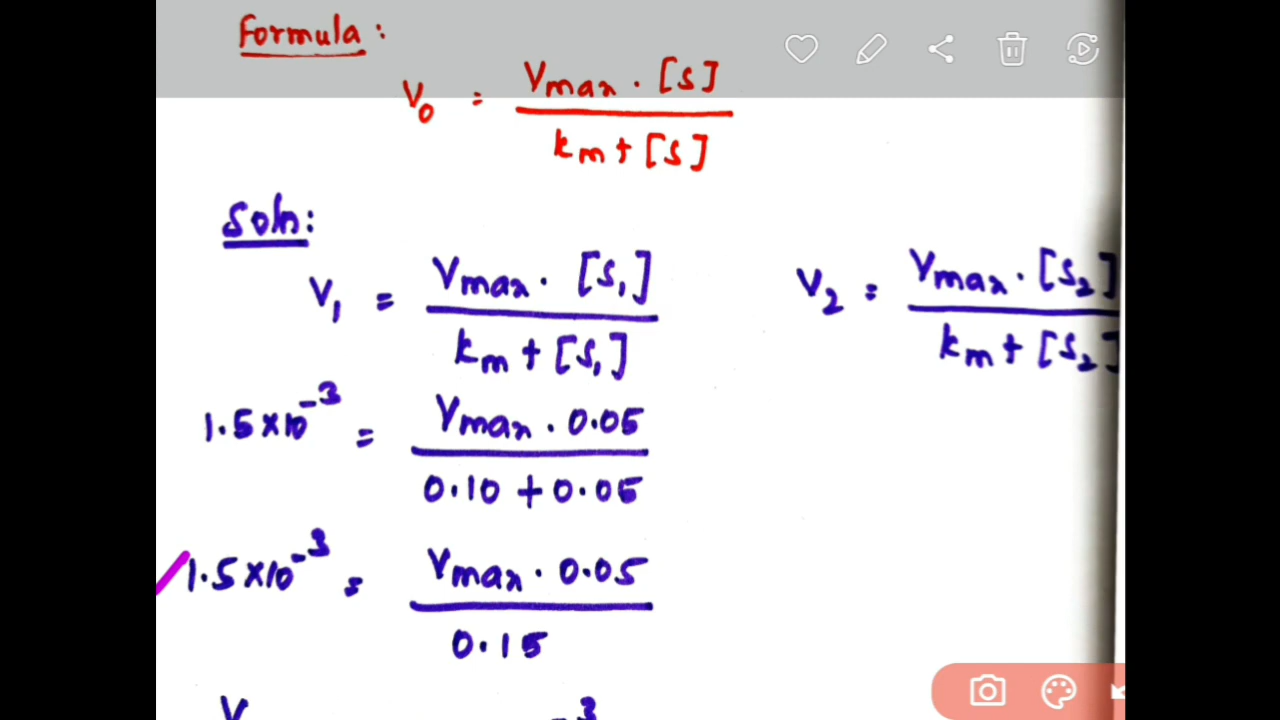 Formula:
V₀ = Vmax · [S] / km + [S]
Soln:
V₁ = Vmax · [S₁] / km + [S₁]
V₂ = Vmax · [S₂] / km + [S₂]
1.5×10⁻³ = Vmax · 0.05 / 0.10 + 0.05
1.5×10⁻³ = Vmax · 0.05 / 0.15